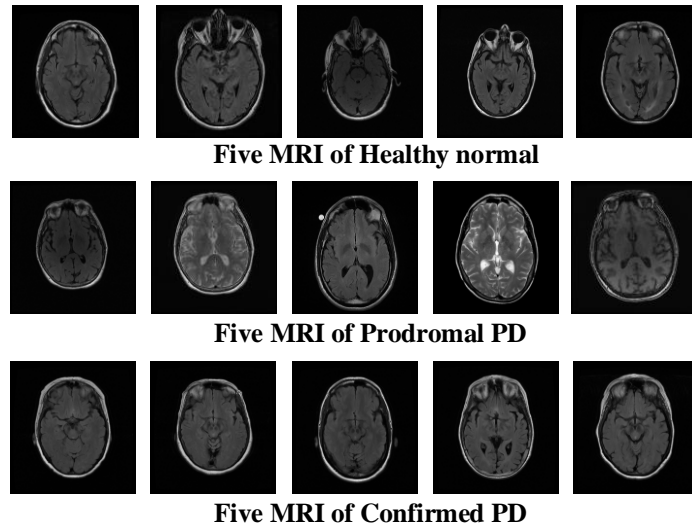 Five MRI of Healthy normal
Five MRI of Prodromal PD
Five MRI of Confirmed PD